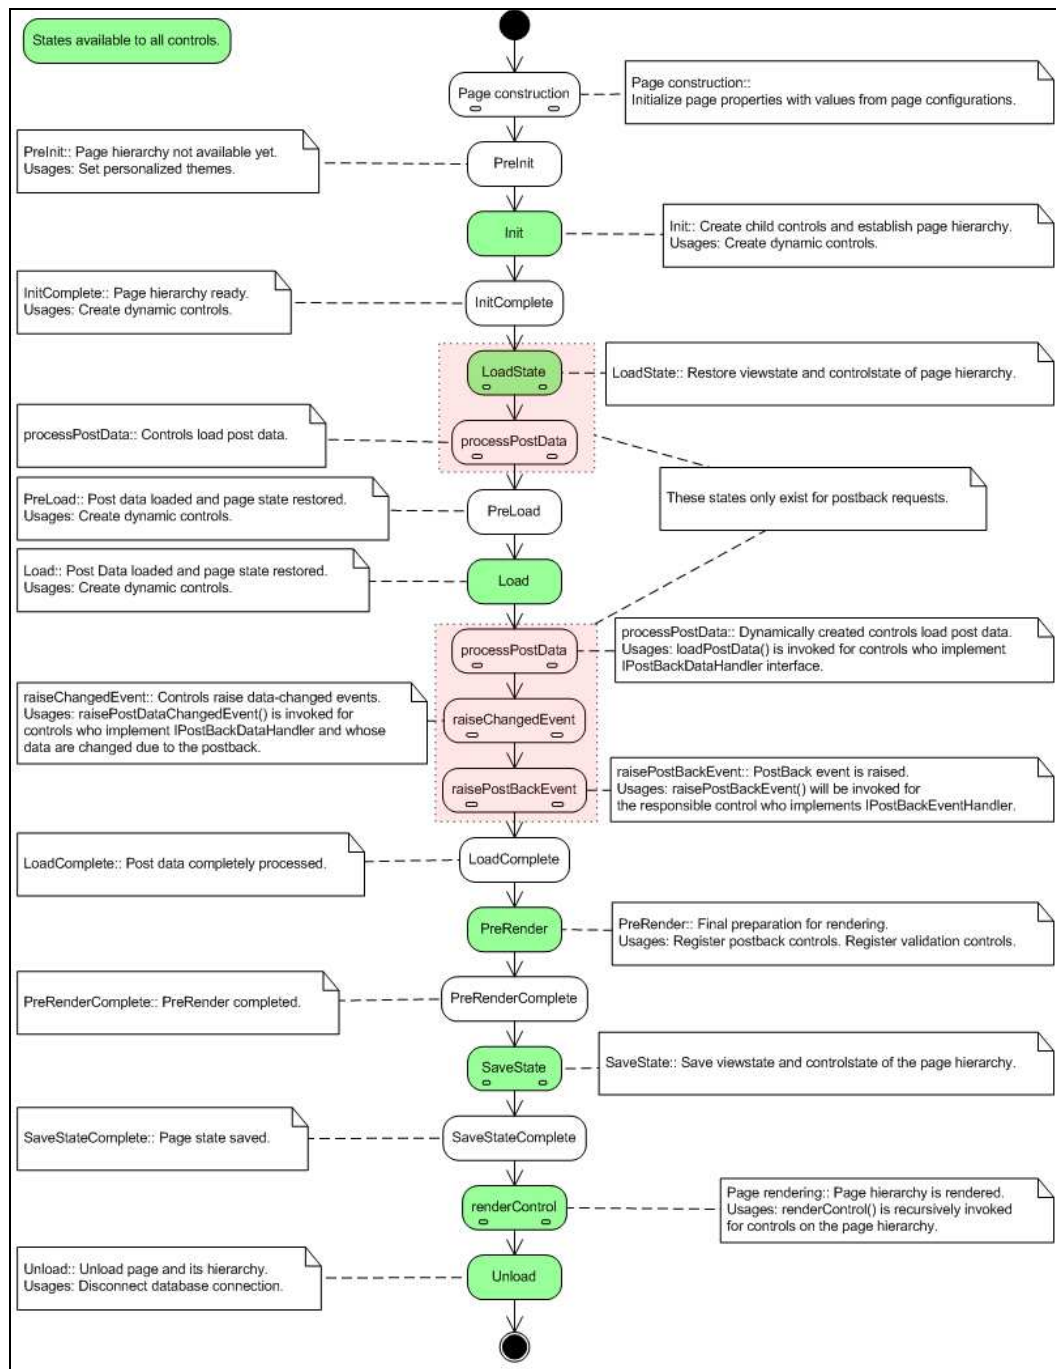 States available to all controls.
Page construction
Page construction::
Initialize page properties with values from page configurations.
PreInit:: Page hierarchy not available yet.
Usages: Set personalized themes.
PreInit
Init
Init:: Create child controls and establish page hierarchy.
Usages: Create dynamic controls.
InitComplete:: Page hierarchy ready.
Usages: Create dynamic controls.
InitComplete
LoadState
LoadState:: Restore viewstate and controlstate of page hierarchy.
processPostData:: Controls load post data.
processPostData
These states only exist for postback requests.
PreLoad:: Post data loaded and page state restored.
Usages: Create dynamic controls.
PreLoad
Load:: Post Data loaded and page state restored.
Usages: Create dynamic controls.
Load
processPostData
processPostData:: Dynamically created controls load post data.
Usages: loadPostData() is invoked for controls who implement
IPostBackDataHandler interface.
raiseChangedEvent:: Controls raise data-changed events.
Usages: raisePostDataChangedEvent() is invoked for
controls who implement IPostBackDataHandler and whose
data are changed due to the postback.
raiseChangedEvent
raisePostBackEvent
raisePostBackEvent:: PostBack event is raised.
Usages: raisePostBackEvent() will be invoked for
the responsible control who implements IPostBackEventHandler.
LoadComplete:: Post data completely processed.
LoadComplete
PreRender
PreRender:: Final preparation for rendering.
Usages: Register postback controls. Register validation controls.
PreRenderComplete:: PreRender completed.
PreRenderComplete
SaveState
SaveState:: Save viewstate and controlstate of the page hierarchy.
SaveStateComplete:: Page state saved.
SaveStateComplete
renderControl
Page rendering:: Page hierarchy is rendered.
Usages: renderControl() is recursively invoked
for controls on the page hierarchy.
Unload:: Unload page and its hierarchy.
Usages: Disconnect database connection.
Unload